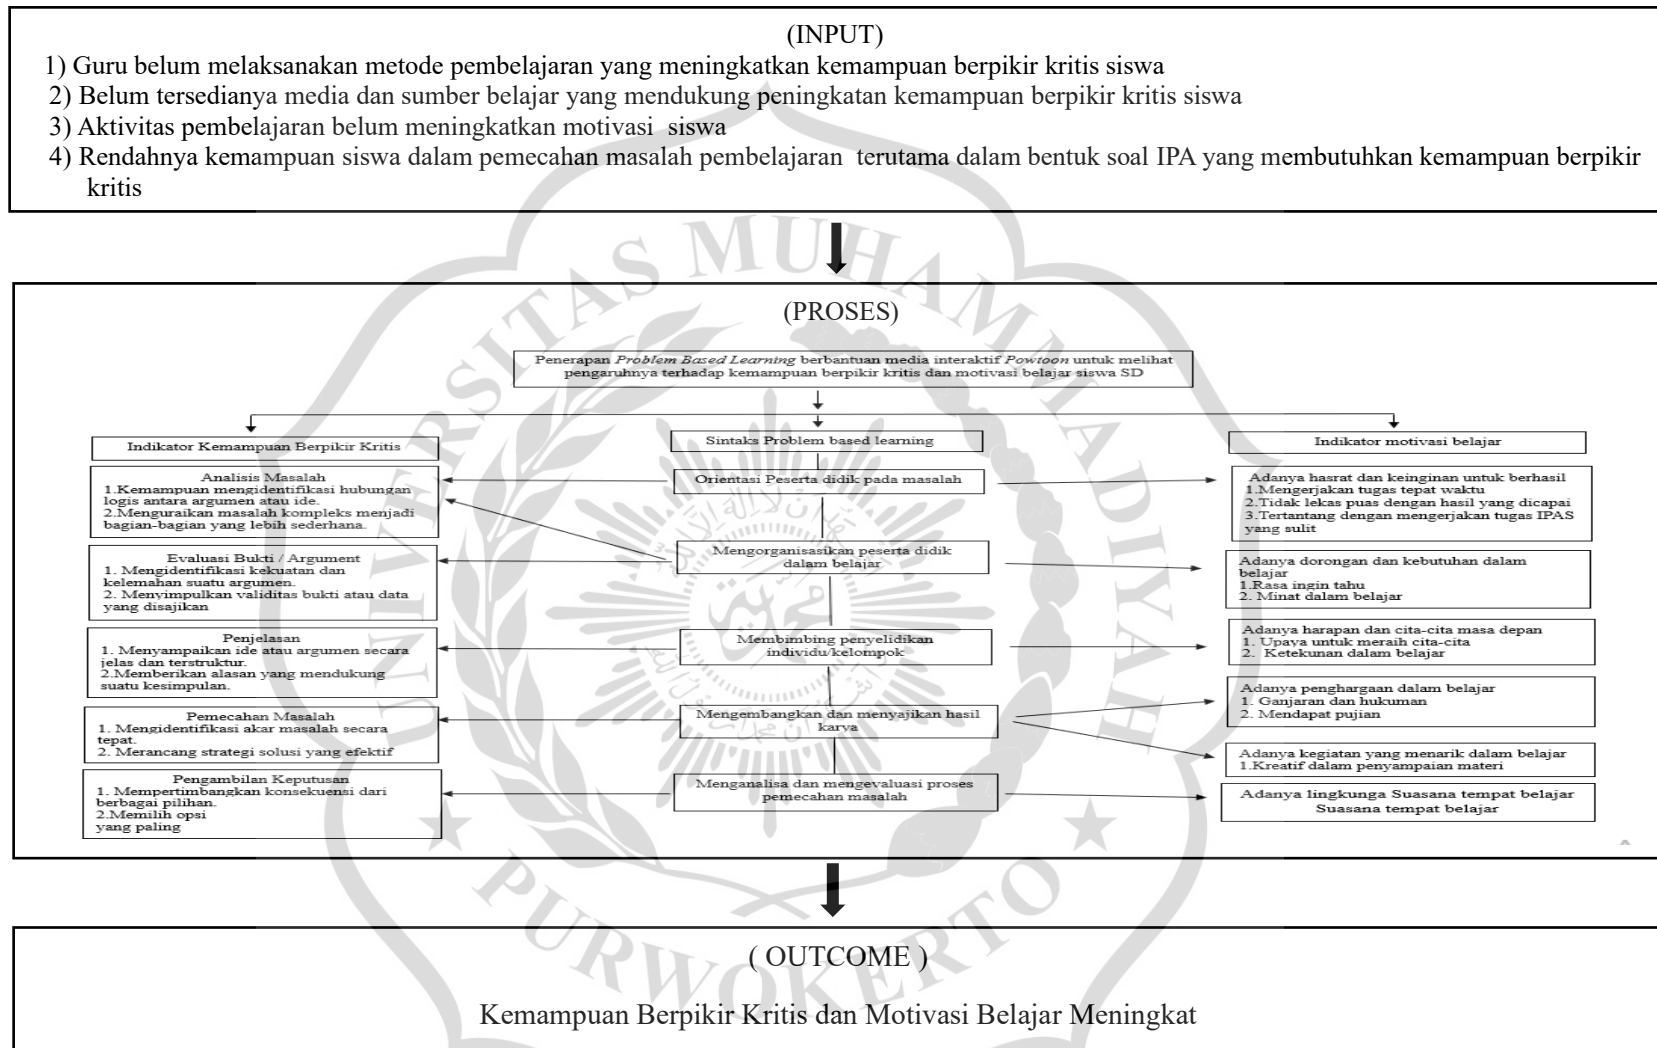 (INPUT)
1) Guru belum melaksanakan metode pembelajaran yang meningkatkan kemampuan berpikir kritis siswa
2) Belum tersedianya media dan sumber belajar yang mendukung peningkatan kemampuan berpikir kritis siswa
3) Aktivitas pembelajaran belum meningkatkan motivasi siswa
4) Rendahnya kemampuan siswa dalam pemecahan masalah pembelajaran terutama dalam bentuk soal IPA yang membutuhkan kemampuan berpikir
kritis
(PROSES)
Penerapan Problem Based Learning berbantuan media interaktif Powtoon untuk melihat
pengaruhnya terhadap kemampuan berpikir kritis dan motivasi belajar siswa SD
Indikator Kemampuan Berpikir Kritis
Analisis Masalah
1.Kemampuan mengidentifikasi hubungan
logis antara argumen atau ide.
2.Menguraikan masalah kompleks menjadi
bagian-bagian yang lebih sederhana.
Evaluasi Bukti / Argument
1. Mengidentifikasi kekuatan dan
kelemahan suatu argumen.
2. Menyimpulkan validitas bukti atau data
yang disajikan
Penjelasan
1. Menyampaikan ide atau argumen secara
jelas dan terstruktur.
2.Memberikan alasan yang mendukung
suatu kesimpulan.
Pemecahan Masalah
1. Mengidentifikasi akar masalah secara
tepat.
2. Merancang strategi solusi yang efektif
Pengambilan Keputusan
1. Mempertimbangkan konsekuensi dari
berbagai pilihan.
2.Memilih opsi
yang paling
Sintaks Problem based learning
Orientasi Peserta didik pada masalah
Mengorganisasikan peserta didik
dalam belajar
Membimbing penyelidikan
individu/kelompok
Mengembangkan dan menyajikan hasil
karya
Menganalisa dan mengevaluasi proses
pemecahan masalah
Indikator motivasi belajar
Adanya hasrat dan keinginan untuk berhasil
1.Mengerjakan tugas tepat waktu
2.Tidak lekas puas dengan hasil yang dicapai
3.Tertantang dengan mengerjakan tugas IPAS
yang sulit
Adanya dorongan dan kebutuhan dalam
belajar
1.Rasa ingin tahu
2. Minat dalam belajar
Adanya harapan dan cita-cita masa depan
1. Upaya untuk meraih cita-cita
2. Ketekunan dalam belajar
Adanya penghargaan dalam belajar
1. Ganjaran dan hukuman
2. Mendapat pujian
Adanya kegiatan yang menarik dalam belajar
1.Kreatif dalam penyampaian materi
Adanya lingkunga Suasana tempat belajar
Suasana tempat belajar
( OUTCOME )
Kemampuan Berpikir Kritis dan Motivasi Belajar Meningkat
UNIVERSITAS MUHAMMADIYAH
PURWOKERTO